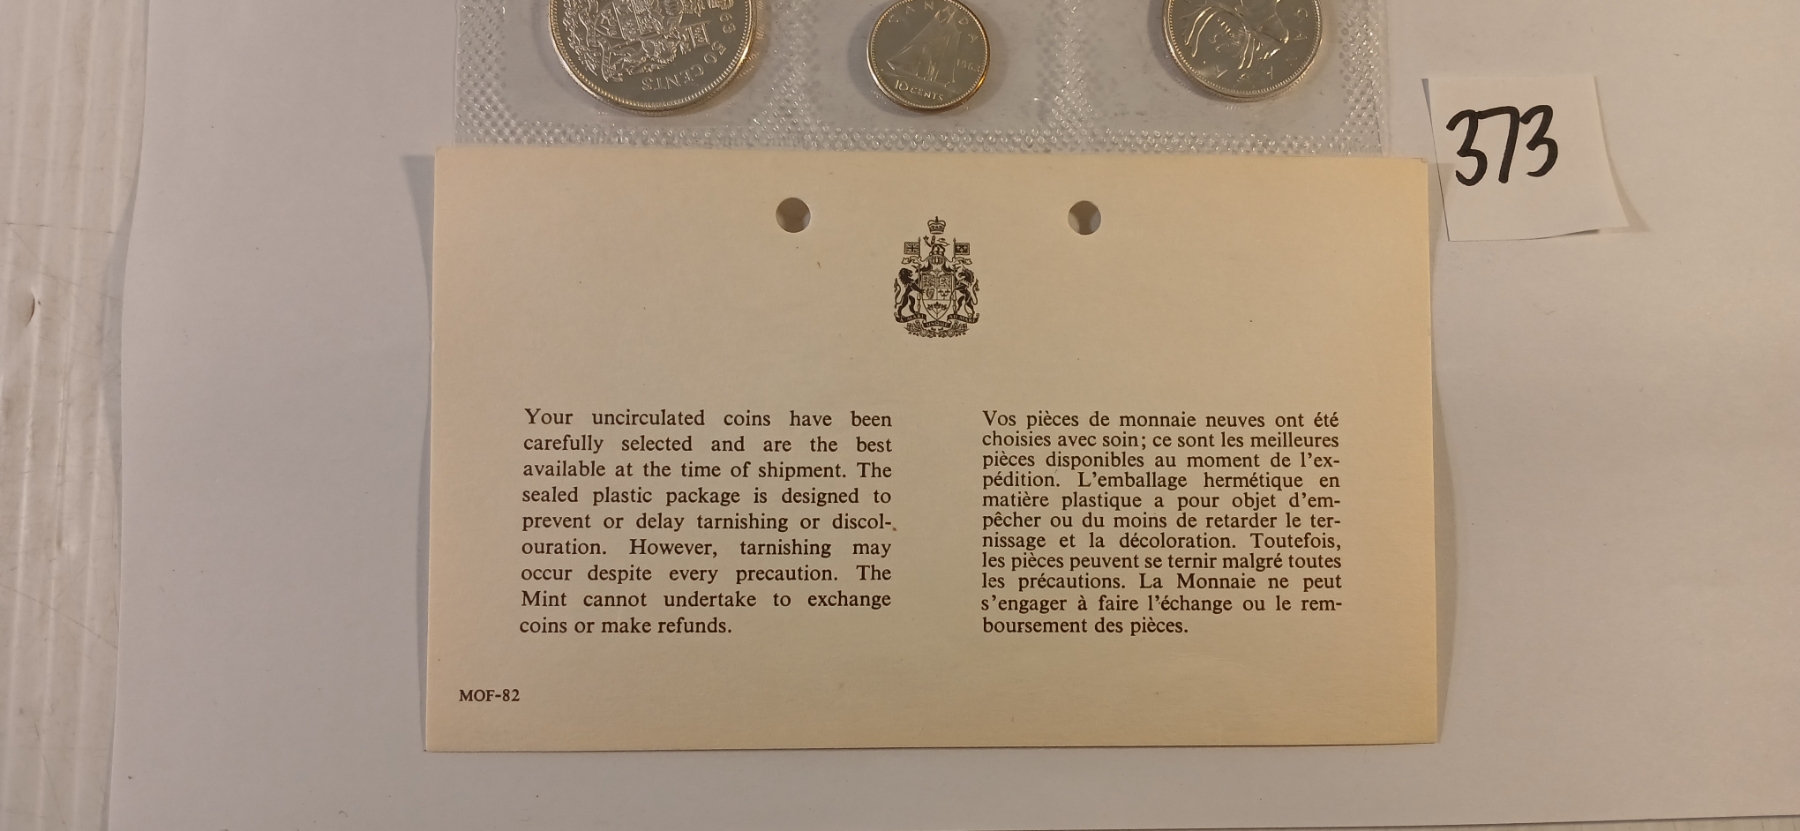 50 CENTS
CANADA
10 CENTS
373
Your uncirculated coins have been
carefully selected and are the best
available at the time of shipment. The
sealed plastic package is designed to
prevent or delay tarnishing or discol-
ouration. However, tarnishing may
occur despite every precaution. The
Mint cannot undertake to exchange
coins or make refunds.
Vos pièces de monnaie neuves ont été
choisies avec soin; ce sont les meilleures
pièces disponibles au moment de l'ex-
pédition. L'emballage hermétique en
matière plastique a pour objet d'em-
pêcher ou du moins de retarder le ter-
nissage et la décoloration. Toutefois,
les pièces peuvent se ternir malgré toutes
les précautions. La Monnaie ne peut
s'engager à faire l'échange ou le rem-
boursement des pièces.
MOF-82